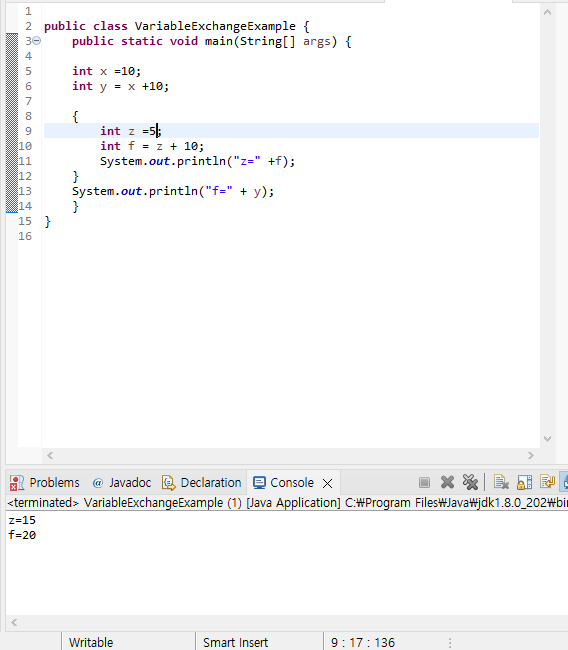 1
2 public class VariableExchangeExample {
3 public static void main(String[] args) {
4
5 int x =10;
6 int y = x +10;
7
8 {
9 int z =5;
10 int f = z + 10;
11 System.out.println("z=" +f);
12 }
13 System.out.println("f=" + y);
14 }
15 }
16
Problems @ Javadoc Declaration Console
<terminated> VariableExchangeExample (1) [Java Application] C:₩Program Files₩Java₩jdk1.8.0_202₩bin
z=15
f=20
Writable Smart Insert 9 : 17 : 136